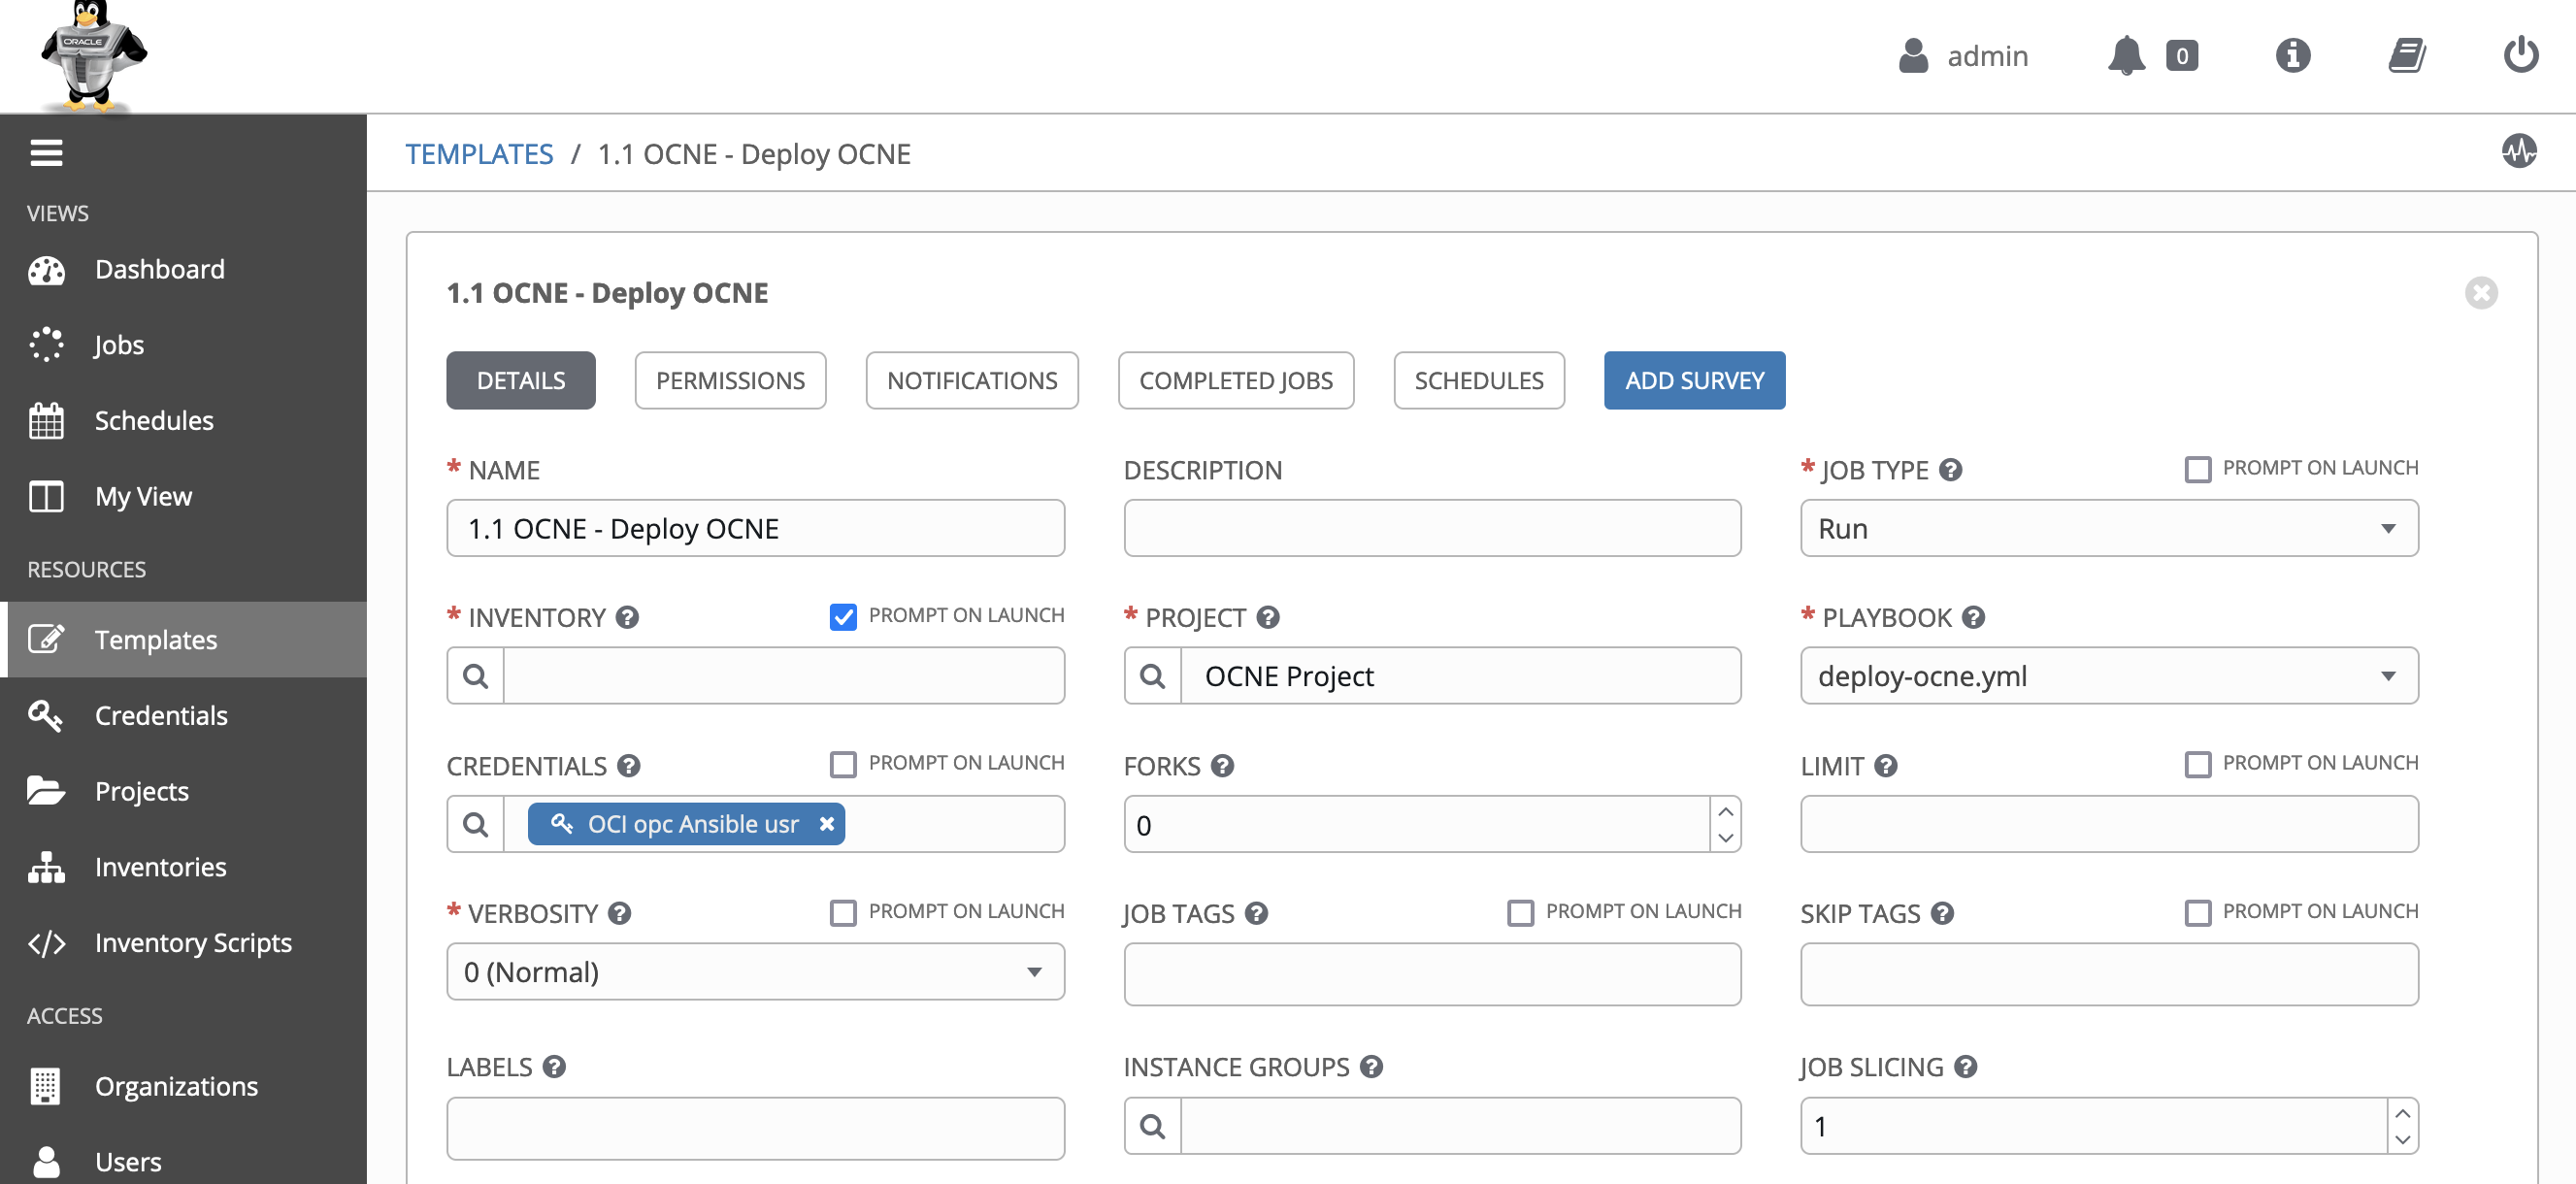 ORACLE
admin
0
VIEWS
Dashboard
Jobs
Schedules
My View
RESOURCES
Templates
Credentials
Projects
Inventories
Inventory Scripts
ACCESS
Organizations
Users
TEMPLATES / 1.1 OCNE - Deploy OCNE
1.1 OCNE - Deploy OCNE
DETAILS PERMISSIONS NOTIFICATIONS COMPLETED JOBS SCHEDULES ADD SURVEY
* NAME
1.1 OCNE - Deploy OCNE
DESCRIPTION
* JOB TYPE ? PROMPT ON LAUNCH
Run
* INVENTORY ? PROMPT ON LAUNCH
* PROJECT ?
OCNE Project
* PLAYBOOK ?
deploy-ocne.yml
CREDENTIALS ? PROMPT ON LAUNCH
OCI opc Ansible usr
FORKS ?
0
LIMIT ? PROMPT ON LAUNCH
* VERBOSITY ? PROMPT ON LAUNCH
0 (Normal)
JOB TAGS ? PROMPT ON LAUNCH
SKIP TAGS ? PROMPT ON LAUNCH
LABELS ?
INSTANCE GROUPS ?
JOB SLICING ?
1